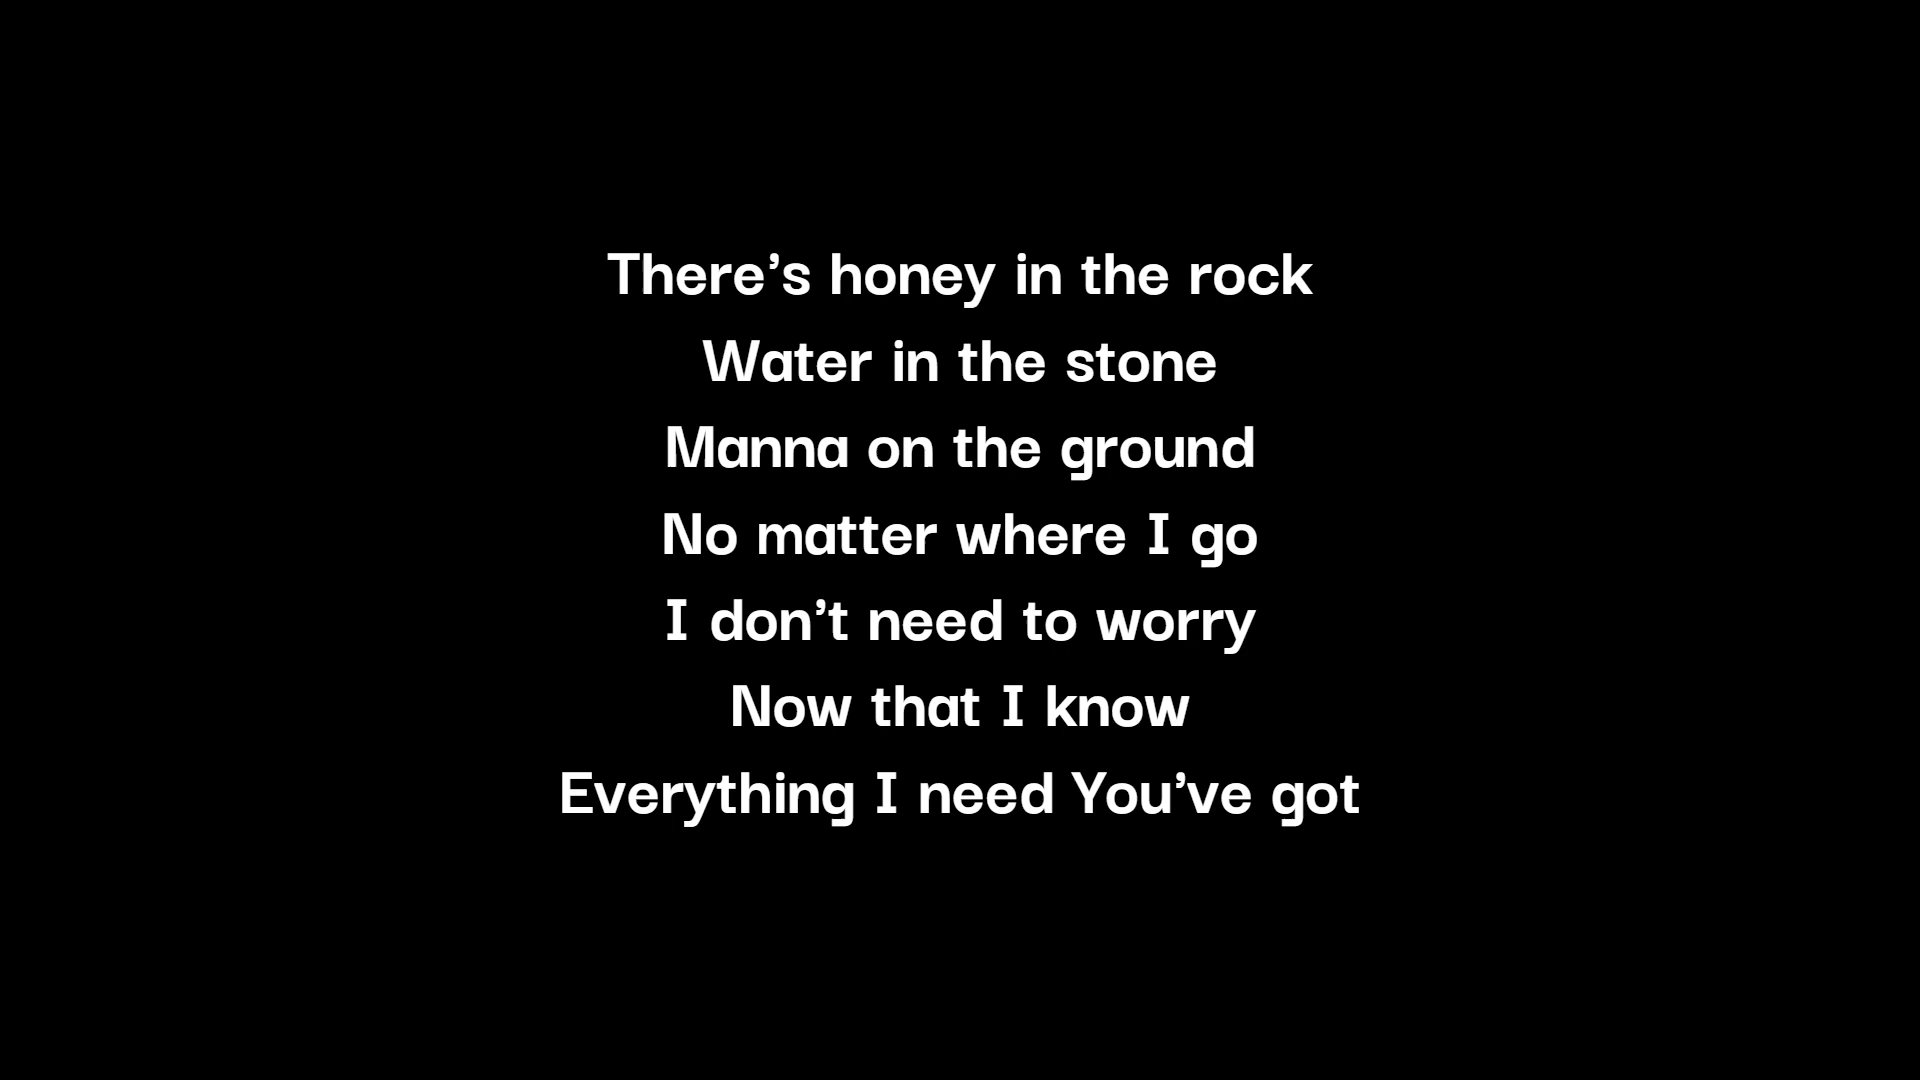 There’s honey in the rock
Water in the stone
Manna on the ground
No matter where I go
I don’t need to worry
Now that I know
Everything I need You’ve got